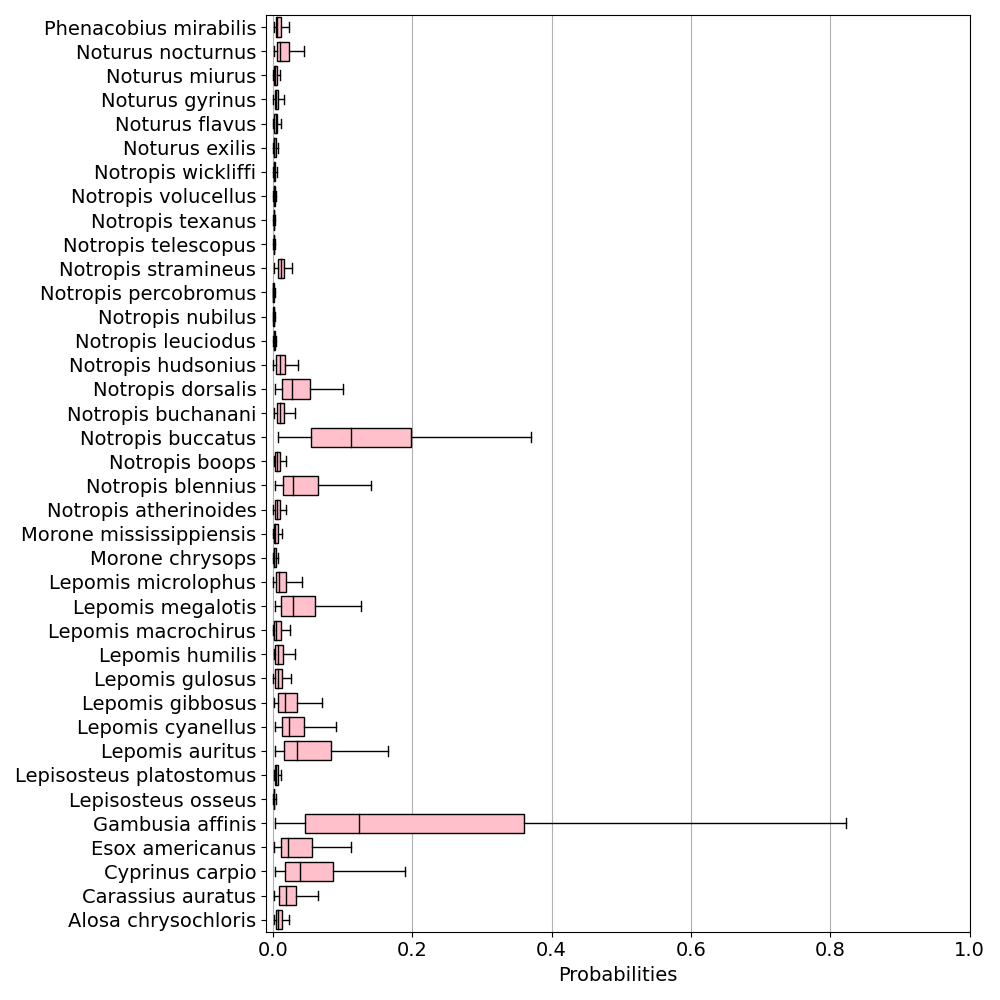 Phenacobius mirabilis
Noturus nocturnus
Noturus miurus
Noturus gyrinus
Noturus flavus
Noturus exilis
Notropis wickliffi
Notropis volucellus
Notropis texanus
Notropis telescopus
Notropis stramineus
Notropis percobromus
Notropis nubilus
Notropis leuciodus
Notropis hudsonius
Notropis dorsalis
Notropis buchanani
Notropis buccatus
Notropis boops
Notropis blennius
Notropis atherinoides
Morone mississippiensis
Morone chrysops
Lepomis microlophus
Lepomis megalotis
Lepomis macrochirus
Lepomis humilis
Lepomis gulosus
Lepomis gibbosus
Lepomis cyanellus
Lepomis auritus
Lepisosteus platostomus
Lepisosteus osseus
Gambusia affinis
Esox americanus
Cyprinus carpio
Carassius auratus
Alosa chrysochloris
0.0 0.2 0.4 0.6 0.8 1.0
Probabilities